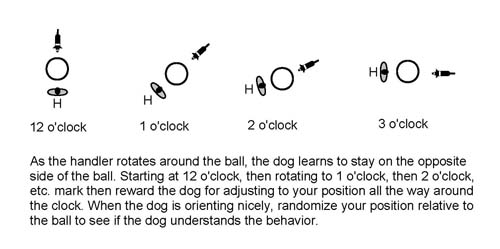 H H H H
12 o'clock 1 o'clock 2 o'clock 3 o'clock
As the handler rotates around the ball, the dog learns to stay on the opposite
side of the ball. Starting at 12 o'clock, then rotating to 1 o'clock, then 2 o'clock,
etc. mark then reward the dog for adjusting to your position all the way around
the clock. When the dog is orienting nicely, randomize your position relative to
the ball to see if the dog understands the behavior.